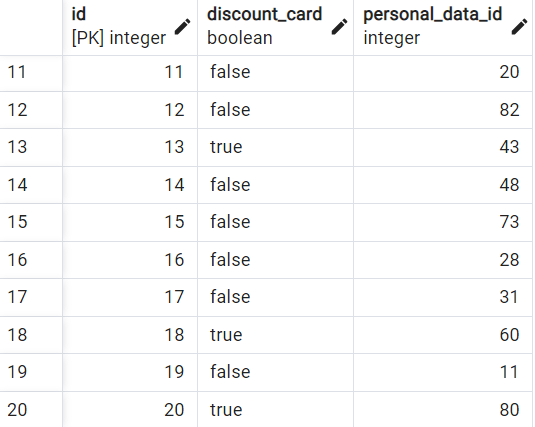 id discount_card personal_data_id
[PK] integer boolean integer
11 11 false 20
12 12 false 82
13 13 true 43
14 14 false 48
15 15 false 73
16 16 false 28
17 17 false 31
18 18 true 60
19 19 false 11
20 20 true 80